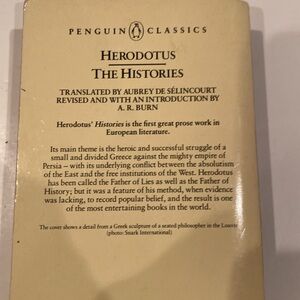 PENGUIN CLASSICS
HERODOTUS
THE HISTORIES
TRANSLATED BY AUBREY DE SÉLINCOURT
REVISED AND WITH AN INTRODUCTION BY
A. R. BURN
Herodotus' Histories is the first great prose work in
European literature.
Its main theme is the heroic and successful struggle of a
small and divided Greece against the mighty empire of
Persia – with its underlying conflict between the absolutism
of the East and the free institutions of the West. Herodotus
has been called the Father of Lies as well as the Father of
History; but it was a feature of his method, when evidence
was lacking, to record popular belief, and the result is one
of the most entertaining books in the world.
The cover shows a detail from a Greek sculpture of a seated philosopher in the Louvre
(photo: Snark International)